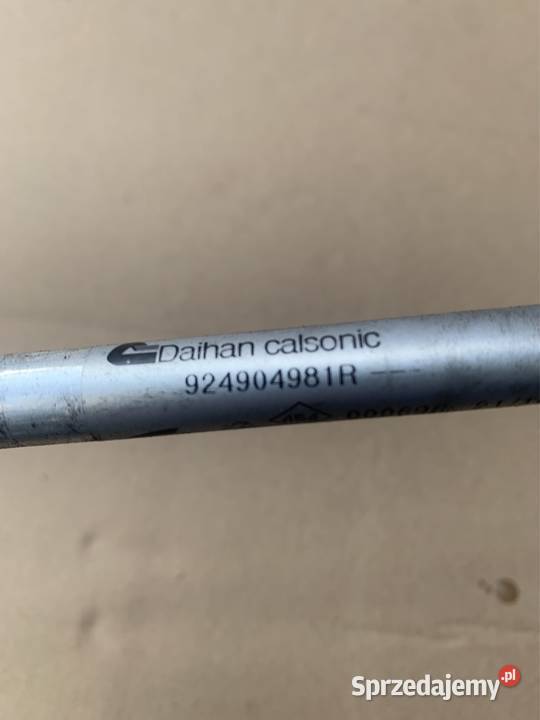 Daihan calsonic
924904981R ---
Sprzedajemy.pl